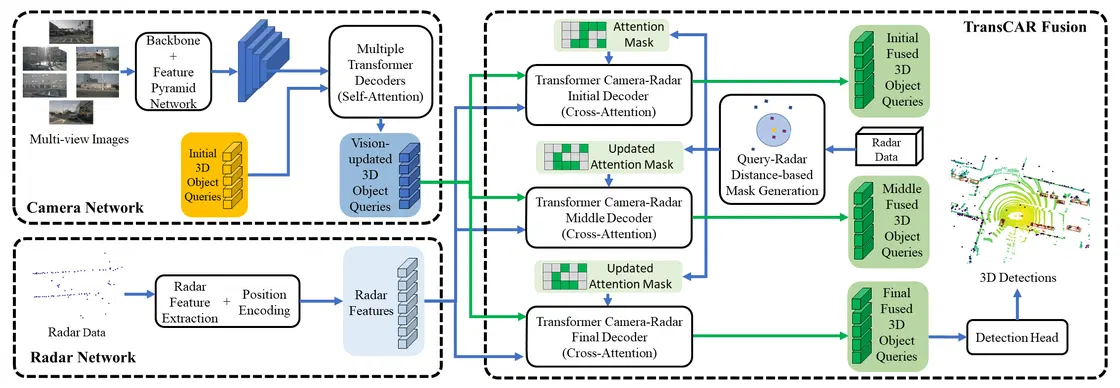 Multi-view Images
Backbone
+
Feature
Pyramid
Network
Multiple
Transformer
Decoders
(Self-Attention)
Initial
3D
Object
Queries
Vision-
updated
3D
Object
Queries
Camera Network
Radar Data
Radar
Feature
Extraction
+
Position
Encoding
Radar
Features
Radar Network
TransCAR Fusion
Attention
Mask
Transformer Camera-Radar
Initial Decoder
(Cross-Attention)
Initial
Fused
3D
Object
Queries
Updated
Attention Mask
Query-Radar
Distance-based
Mask Generation
Radar
Data
Transformer Camera-Radar
Middle Decoder
(Cross-Attention)
Middle
Fused
3D
Object
Queries
Updated
Attention Mask
Transformer Camera-Radar
Final Decoder
(Cross-Attention)
Final
Fused
3D
Object
Queries
Detection Head
3D Detections